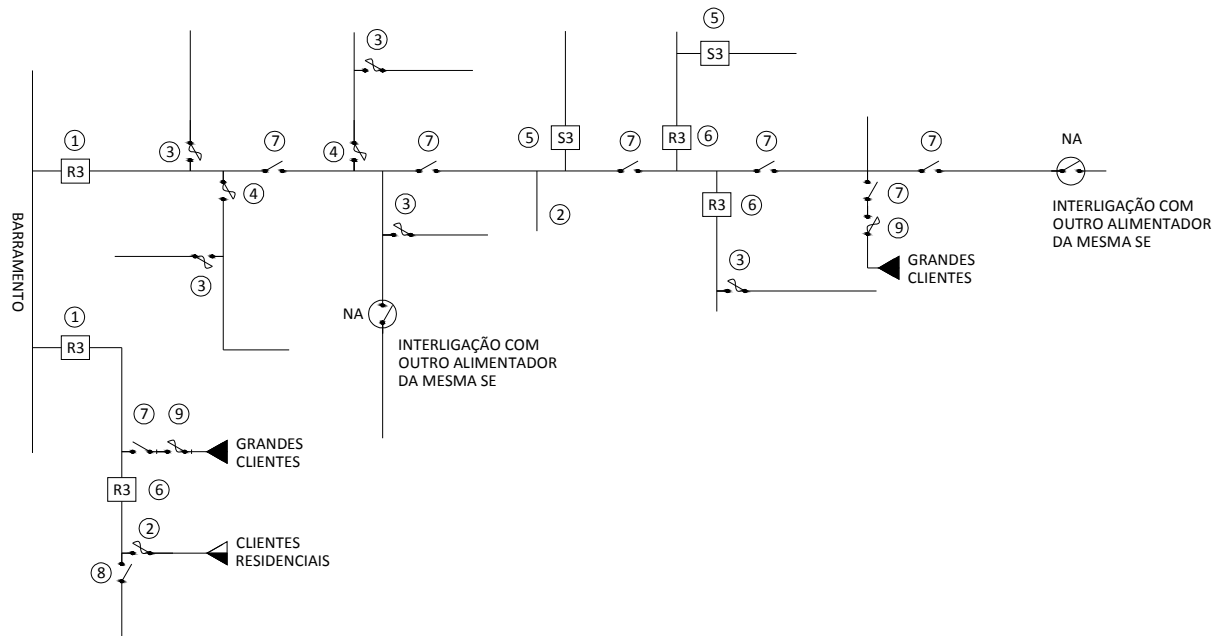 5
3
S3
1
7
4
7
5
S3
7
R3
6
7
7
NA
R3
3
4
3
2
R3
6
7
9
INTERLIGAÇÃO COM
OUTRO ALIMENTADOR
DA MESMA SE
BARRAMENTO
3
3
GRANDES
CLIENTES
1
NA
R3
INTERLIGAÇÃO COM
OUTRO ALIMENTADOR
DA MESMA SE
7
9
GRANDES
CLIENTES
R3
6
2
8
CLIENTES
RESIDENCIAIS